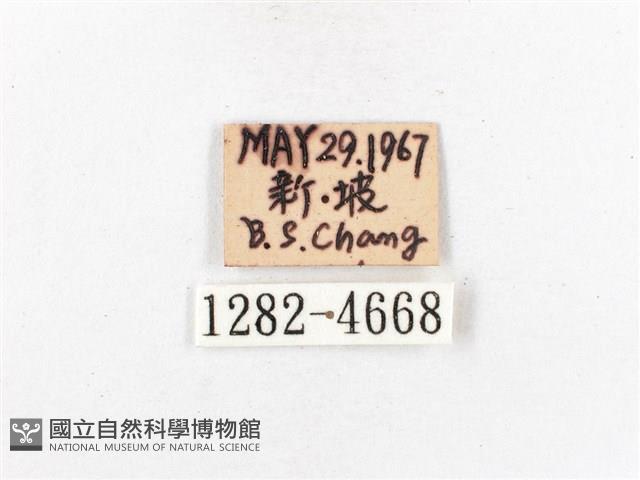 MAY 29.1967
新·坡
B.S.Chang
1282-4668
國立自然科學博物館
NATIONAL MUSEUM OF NATURAL SCIENCE